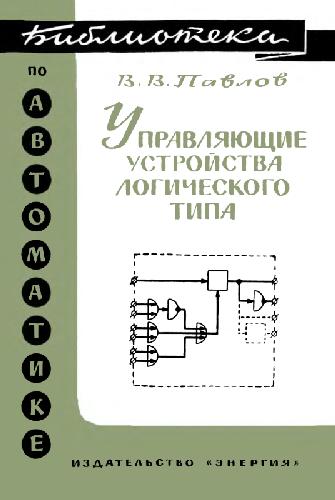 Библиотека
ПО
АВТОМАТИКЕ
В. В. Павлов
УПРАВЛЯЮЩИЕ
УСТРОЙСТВА
ЛОГИЧЕСКОГО
ТИПА
ИЗДАТЕЛЬСТВО «ЭНЕРГИЯ»